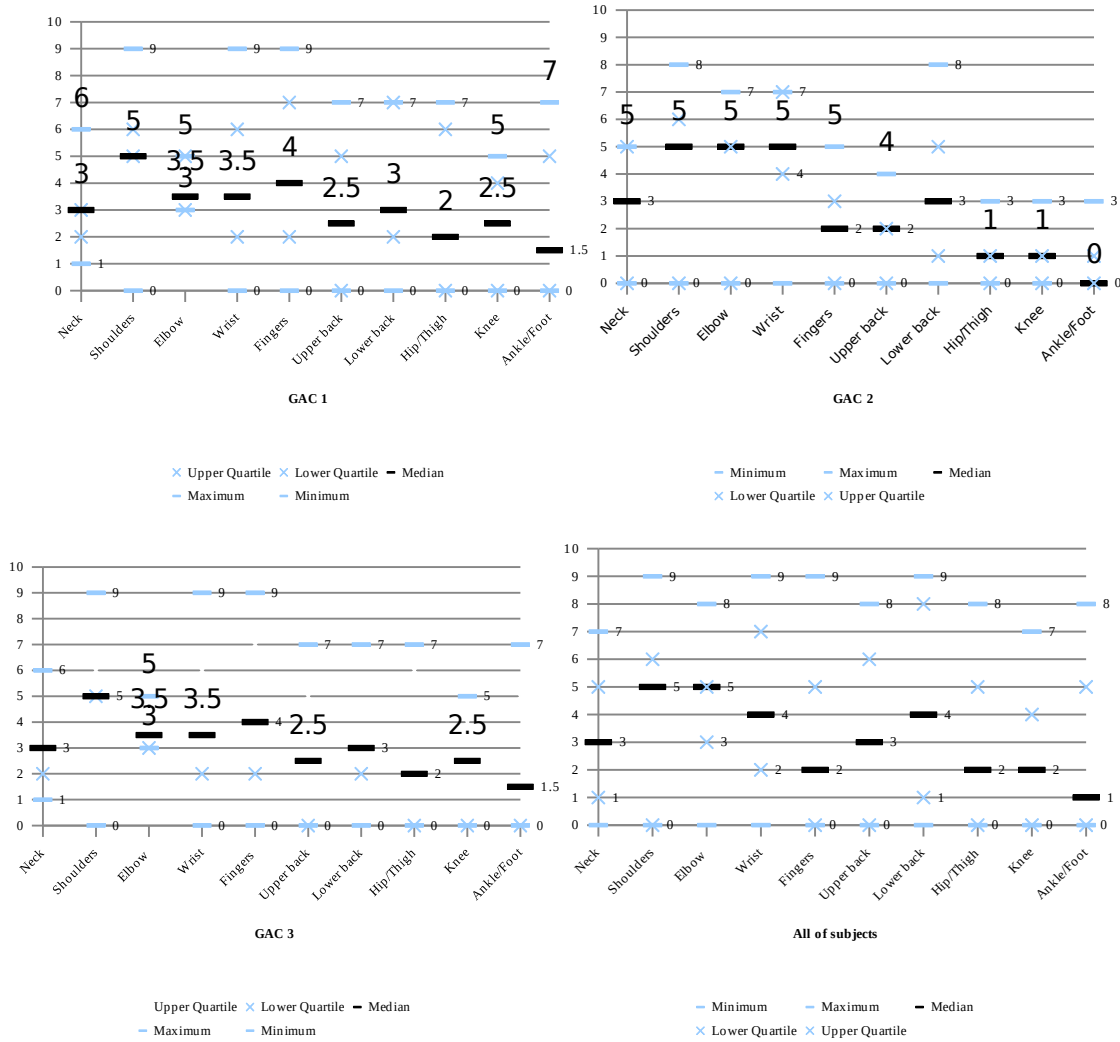 10
9 9 9 9
8 7
7 6 7 7 7
6 5 5 5
5 3.5 3.5 4
4 3 3 2.5 3 2.5
3 2
2 1.5
1 1
0 0 0 0 0 0 0 0 0
Neck Shoulders Elbow Wrist Fingers Upper back Lower back Hip/Thigh Knee Ankle/Foot
GAC 1
Upper Quartile Lower Quartile Median
Maximum Minimum
10
9
8 8 8
7 7 7
6 5 5 5 5 5
5 4
4 4
3 3 3 3 3 3
2 2 2 1 1
1 0
0 0 0 0 0 0 0 0 0
Neck Shoulders Elbow Wrist Fingers Upper back Lower back Hip/Thigh Knee Ankle/Foot
GAC 2
Minimum Maximum Median
Lower Quartile Upper Quartile
10
9 9 9 9
8
7 7 7 7 7
6 6 5
5 5 3.5 3.5 5
4 3 4 2.5 2.5
3 3 3
2 2
1 1 1.5
0 0 0 0 0 0 0 0 0
Neck Shoulders Elbow Wrist Fingers Upper back Lower back Hip/Thigh Knee Ankle/Foot
GAC 3
Upper Quartile Lower Quartile Median
Maximum Minimum
10
9 9 9 9 9
8 8 8 8 8
7 7 7
6
5 5 5
4 4 4
3 3 3 3
2 2 2 2 2
1 1 1 1
0 0 0 0 0 0 0
Neck Shoulders Elbow Wrist Fingers Upper back Lower back Hip/Thigh Knee Ankle/Foot
All of subjects
Minimum Maximum Median
Lower Quartile Upper Quartile